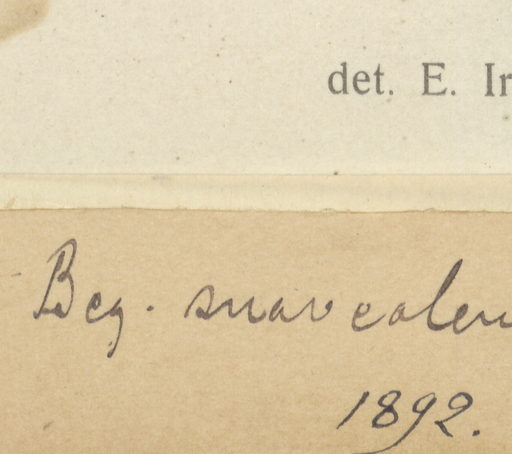 det. E. Ir
Beg. suaveolen
1892.